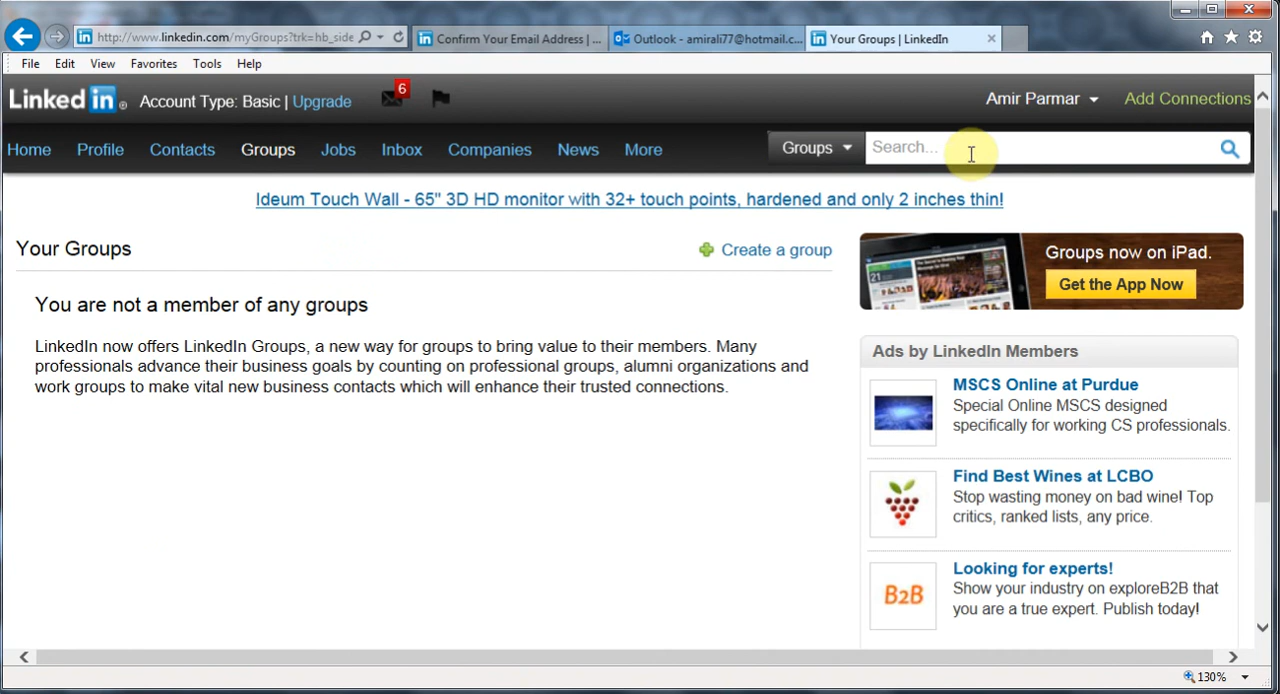 http://www.linkedin.com/myGroups?trk=hb_side
Confirm Your Email Address | ...
Outlook - amirali77@hotmail.c...
Your Groups | LinkedIn
File Edit View Favorites Tools Help
Linked in® Account Type: Basic | Upgrade
6
Amir Parmar
Add Connections
Home Profile Contacts Groups Jobs Inbox Companies News More
Groups
Search...
Ideum Touch Wall - 65" 3D HD monitor with 32+ touch points, hardened and only 2 inches thin!
Your Groups
Create a group
You are not a member of any groups
LinkedIn now offers LinkedIn Groups, a new way for groups to bring value to their members. Many
professionals advance their business goals by counting on professional groups, alumni organizations and
work groups to make vital new business contacts which will enhance their trusted connections.
Groups now on iPad.
Get the App Now
Ads by LinkedIn Members
MSCS Online at Purdue
Special Online MSCS designed
specifically for working CS professionals.
Find Best Wines at LCBO
Stop wasting money on bad wine! Top
critics, ranked lists, any price.
B2B
Looking for experts!
Show your industry on exploreB2B that
you are a true expert. Publish today!
130%